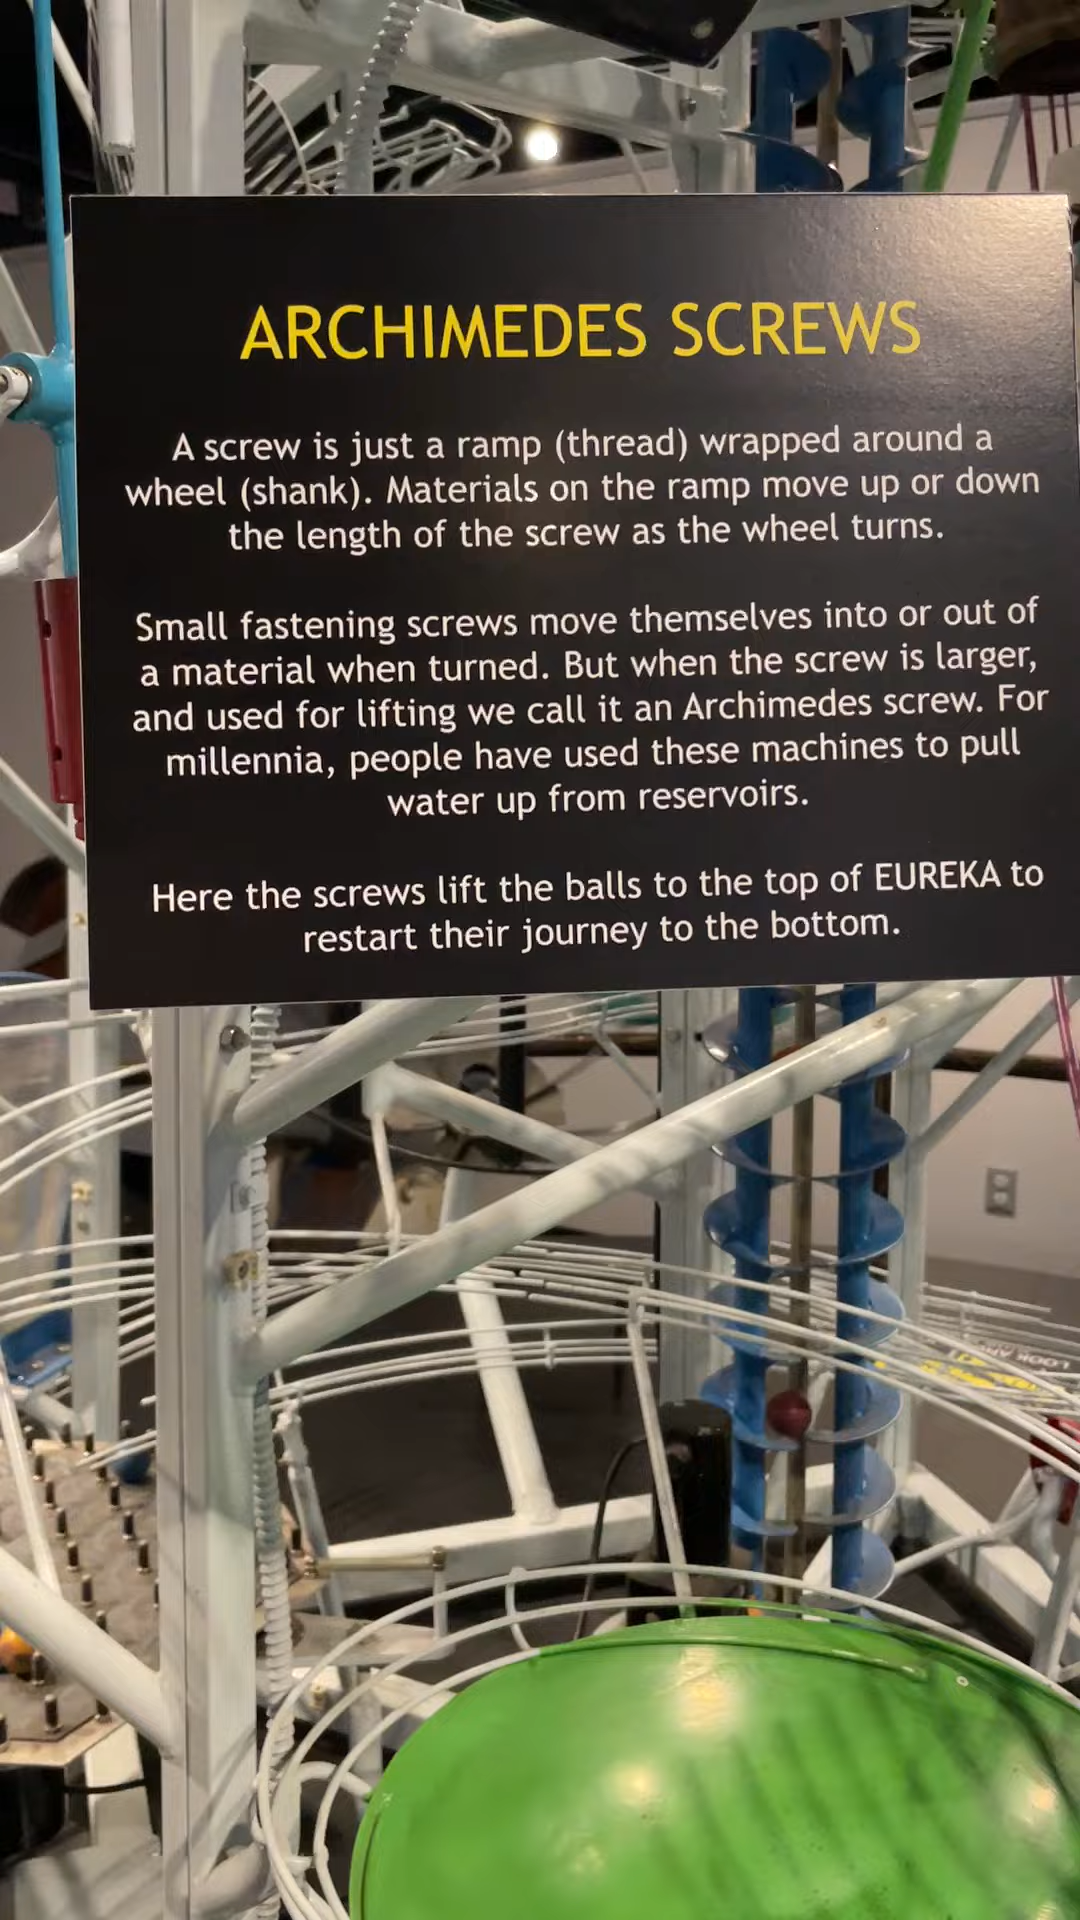 ARCHIMEDES SCREWS
A screw is just a ramp (thread) wrapped around a
wheel (shank). Materials on the ramp move up or down
the length of the screw as the wheel turns.
Small fastening screws move themselves into or out of
a material when turned. But when the screw is larger,
and used for lifting we call it an Archimedes screw. For
millennia, people have used these machines to pull
water up from reservoirs.
Here the screws lift the balls to the top of EUREKA to
restart their journey to the bottom.